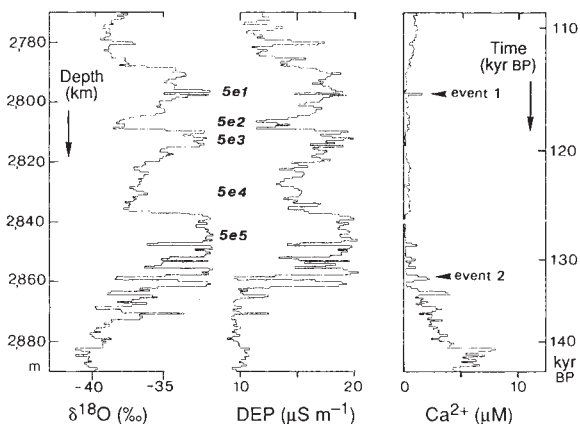 2780
2800
2820
2840
2860
2880
m
Depth
(km)
5e1
5e2
5e3
5e4
5e5
Time
(kyr BP)
event 1
event 2
110
120
130
140
kyr
BP
-40 -35
10 15 20
0 5 10
δ18O (‰)
DEP (μS m−1)
Ca2+ (μM)